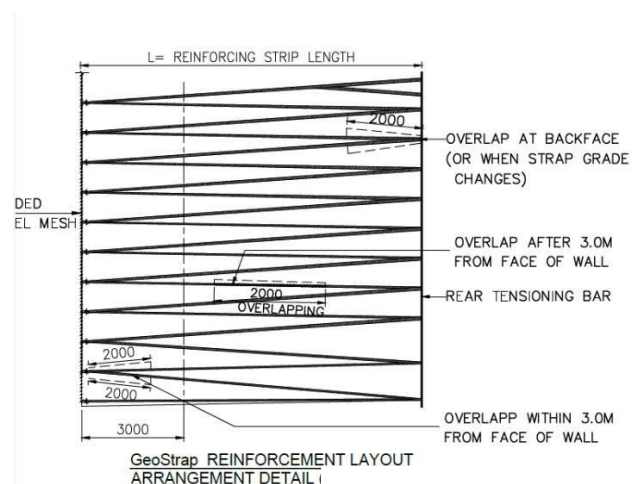 L= REINFORCING STRIP LENGTH
2000
OVERLAP AT BACKFACE
(OR WHEN STRAP GRADE
CHANGES)
DED
EL MESH
OVERLAP AFTER 3.0M
FROM FACE OF WALL
2000
OVERLAPPING
REAR TENSIONING BAR
2000
2000
OVERLAPP WITHIN 3.0M
FROM FACE OF WALL
3000
GeoStrap REINFORCEMENT LAYOUT
ARRANGEMENT DETAIL (